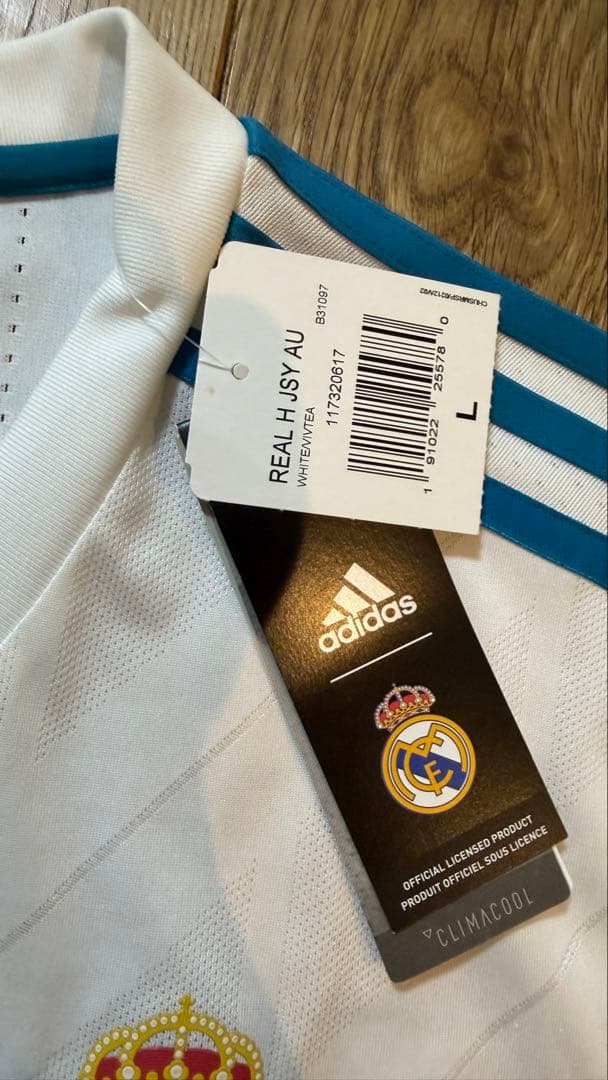 REAL H JSY AU
WHITE/VIVTEA
117320617
B31097
1 91022 25578 0
L
adidas
OFFICIAL LICENSED PRODUCT
PRODUIT OFFICIEL SOUS LICENCE
CLIMACOOL